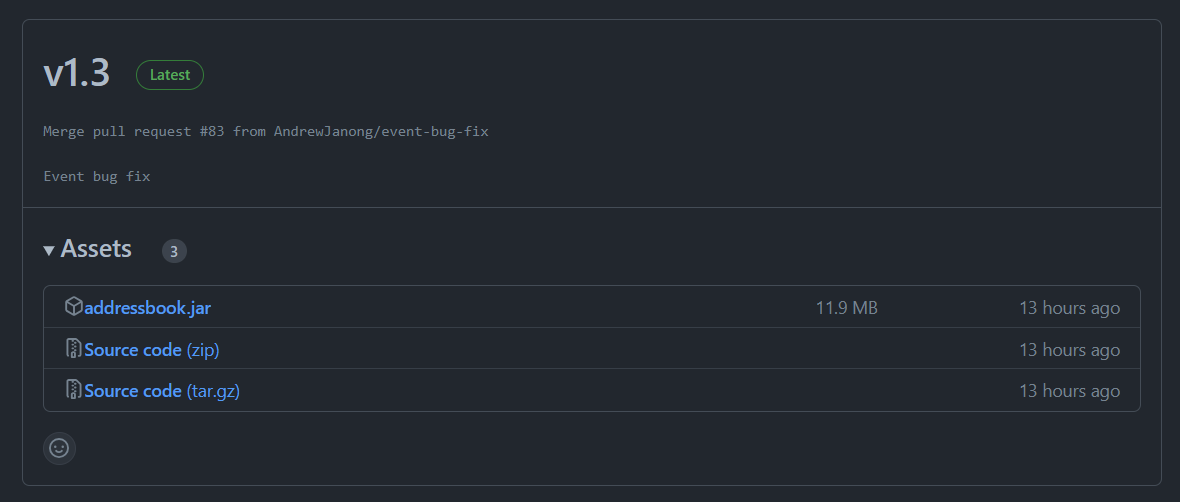 v1.3 Latest
Merge pull request #83 from AndrewJanong/event-bug-fix
Event bug fix
Assets 3
addressbook.jar 11.9 MB 13 hours ago
Source code (zip) 13 hours ago
Source code (tar.gz) 13 hours ago